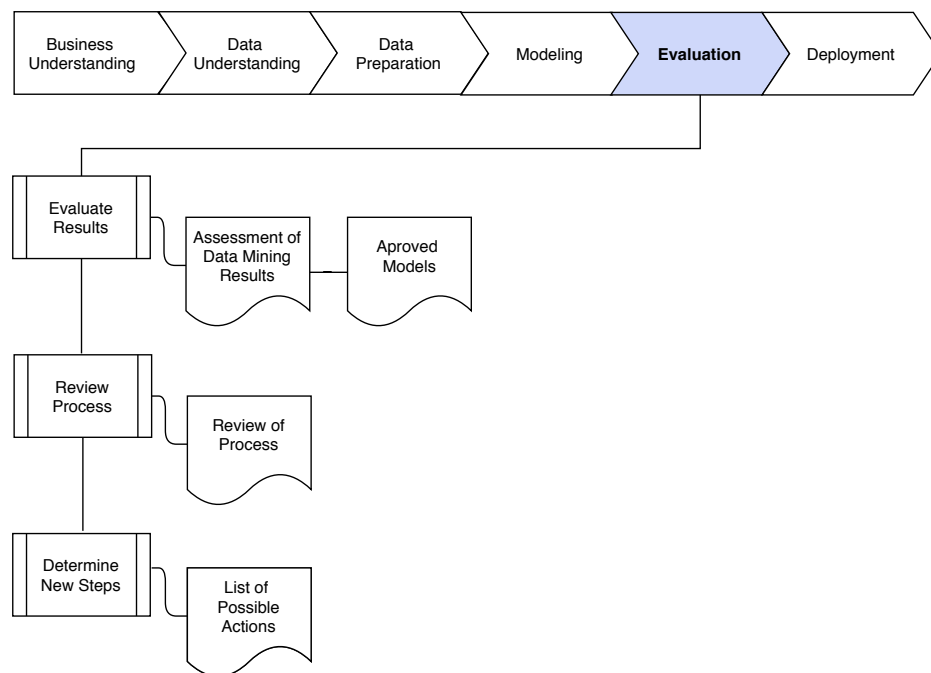 Business
Understanding
Data
Understanding
Data
Preparation
Modeling
Evaluation
Deployment
Evaluate
Results
Assessment of
Data Mining
Results
Aproved
Models
Review
Process
Review of
Process
Determine
New Steps
List of
Possible
Actions